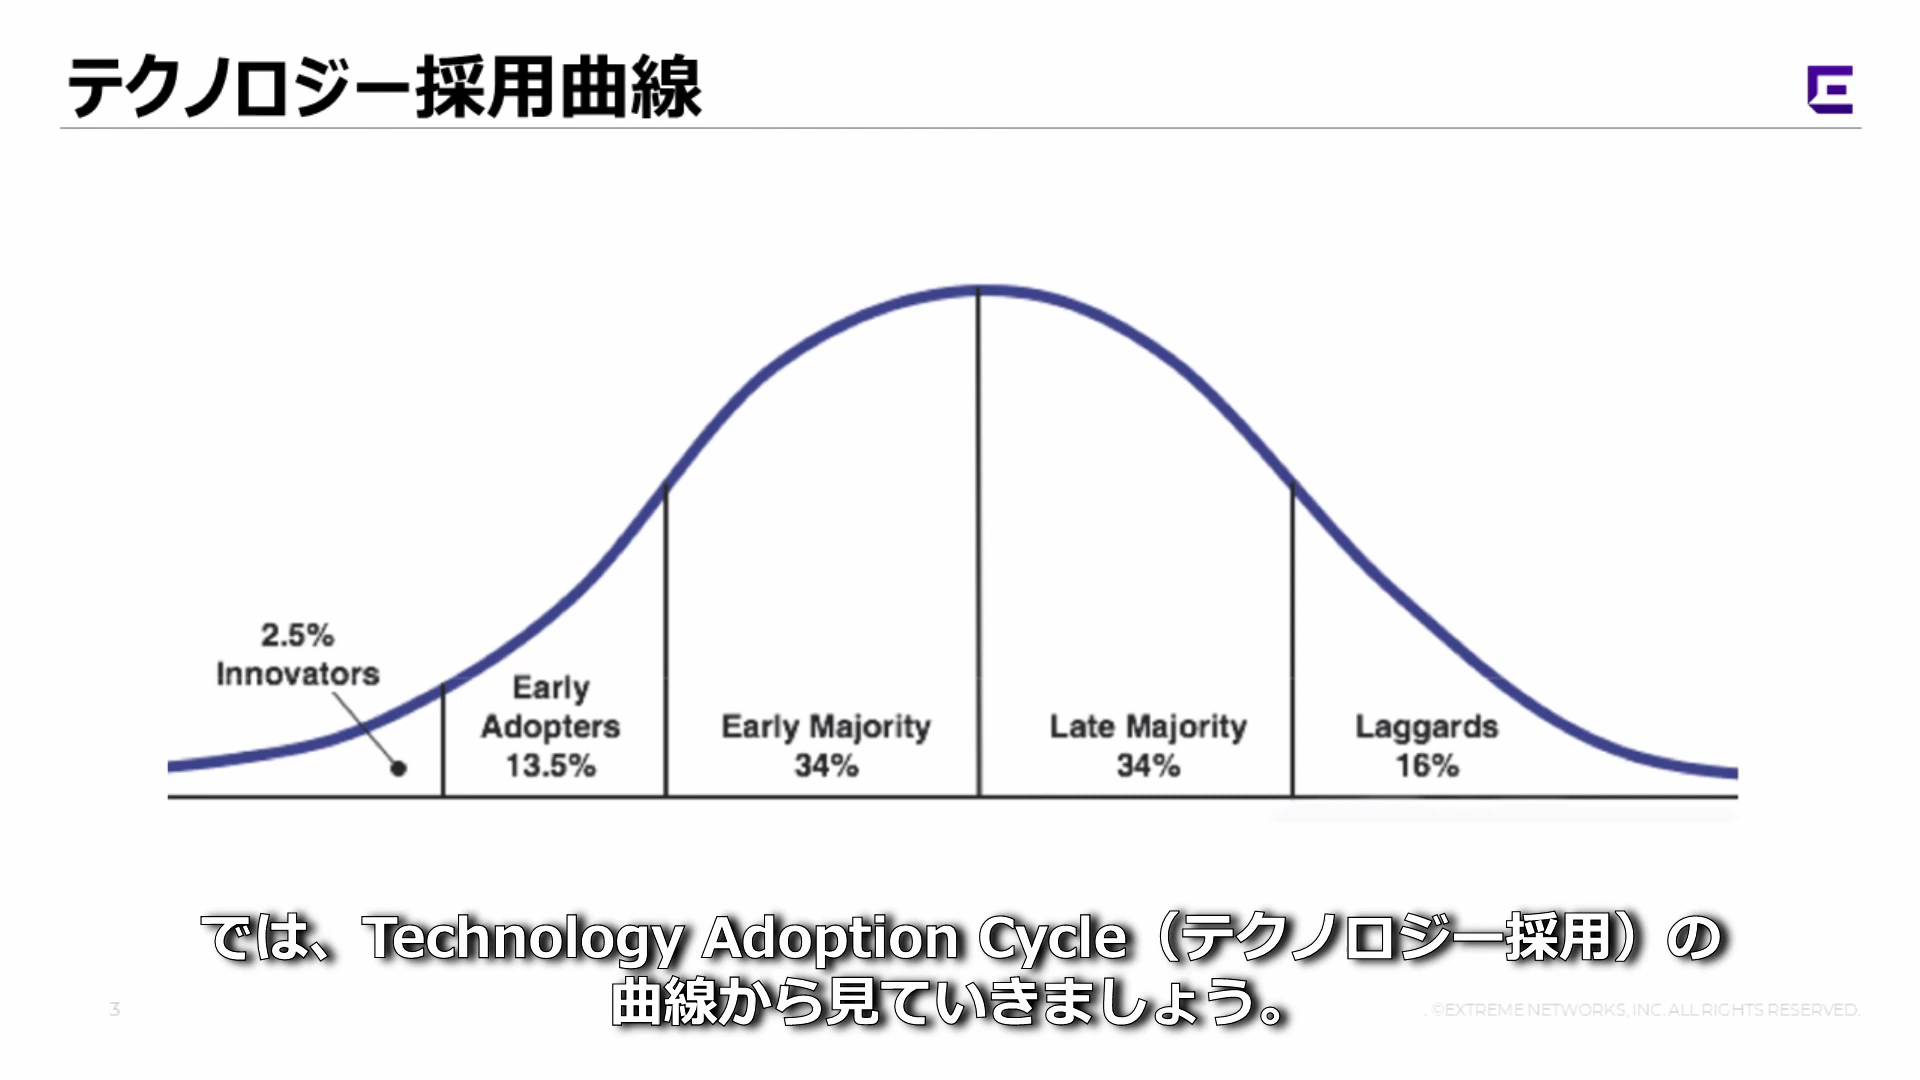 テクノロジー採用曲線
2.5%
Innovators
Early
Adopters
13.5%
Early Majority
34%
Late Majority
34%
Laggards
16%
では、Technology Adoption Cycle（テクノロジー採用）の
曲線から見ていきましょう。
3
. ©EXTREME NETWORKS, INC. ALL RIGHTS RESERVED.